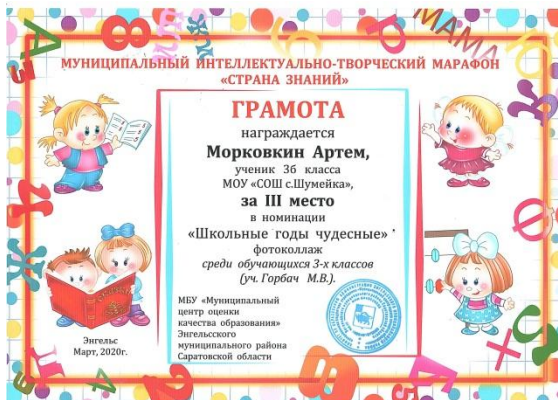 МАМА
МУНИЦИПАЛЬНЫЙ ИНТЕЛЛЕКТУАЛЬНО-ТВОРЧЕСКИЙ МАРАФОН
«СТРАНА ЗНАНИЙ»
ГРАМОТА
награждается
Морковкин Артем,
ученик 3б класса
МОУ «СОШ с.Шумейка»,
за III место
в номинации
«Школьные годы чудесные»
фотоколлаж
среди обучающихся 3-х классов
(уч. Горбач М.В.).
МБУ «Муниципальный
центр оценки
качества образования»
Энгельсского
муниципального района
Саратовской области
Энгельс
Март, 2020г.